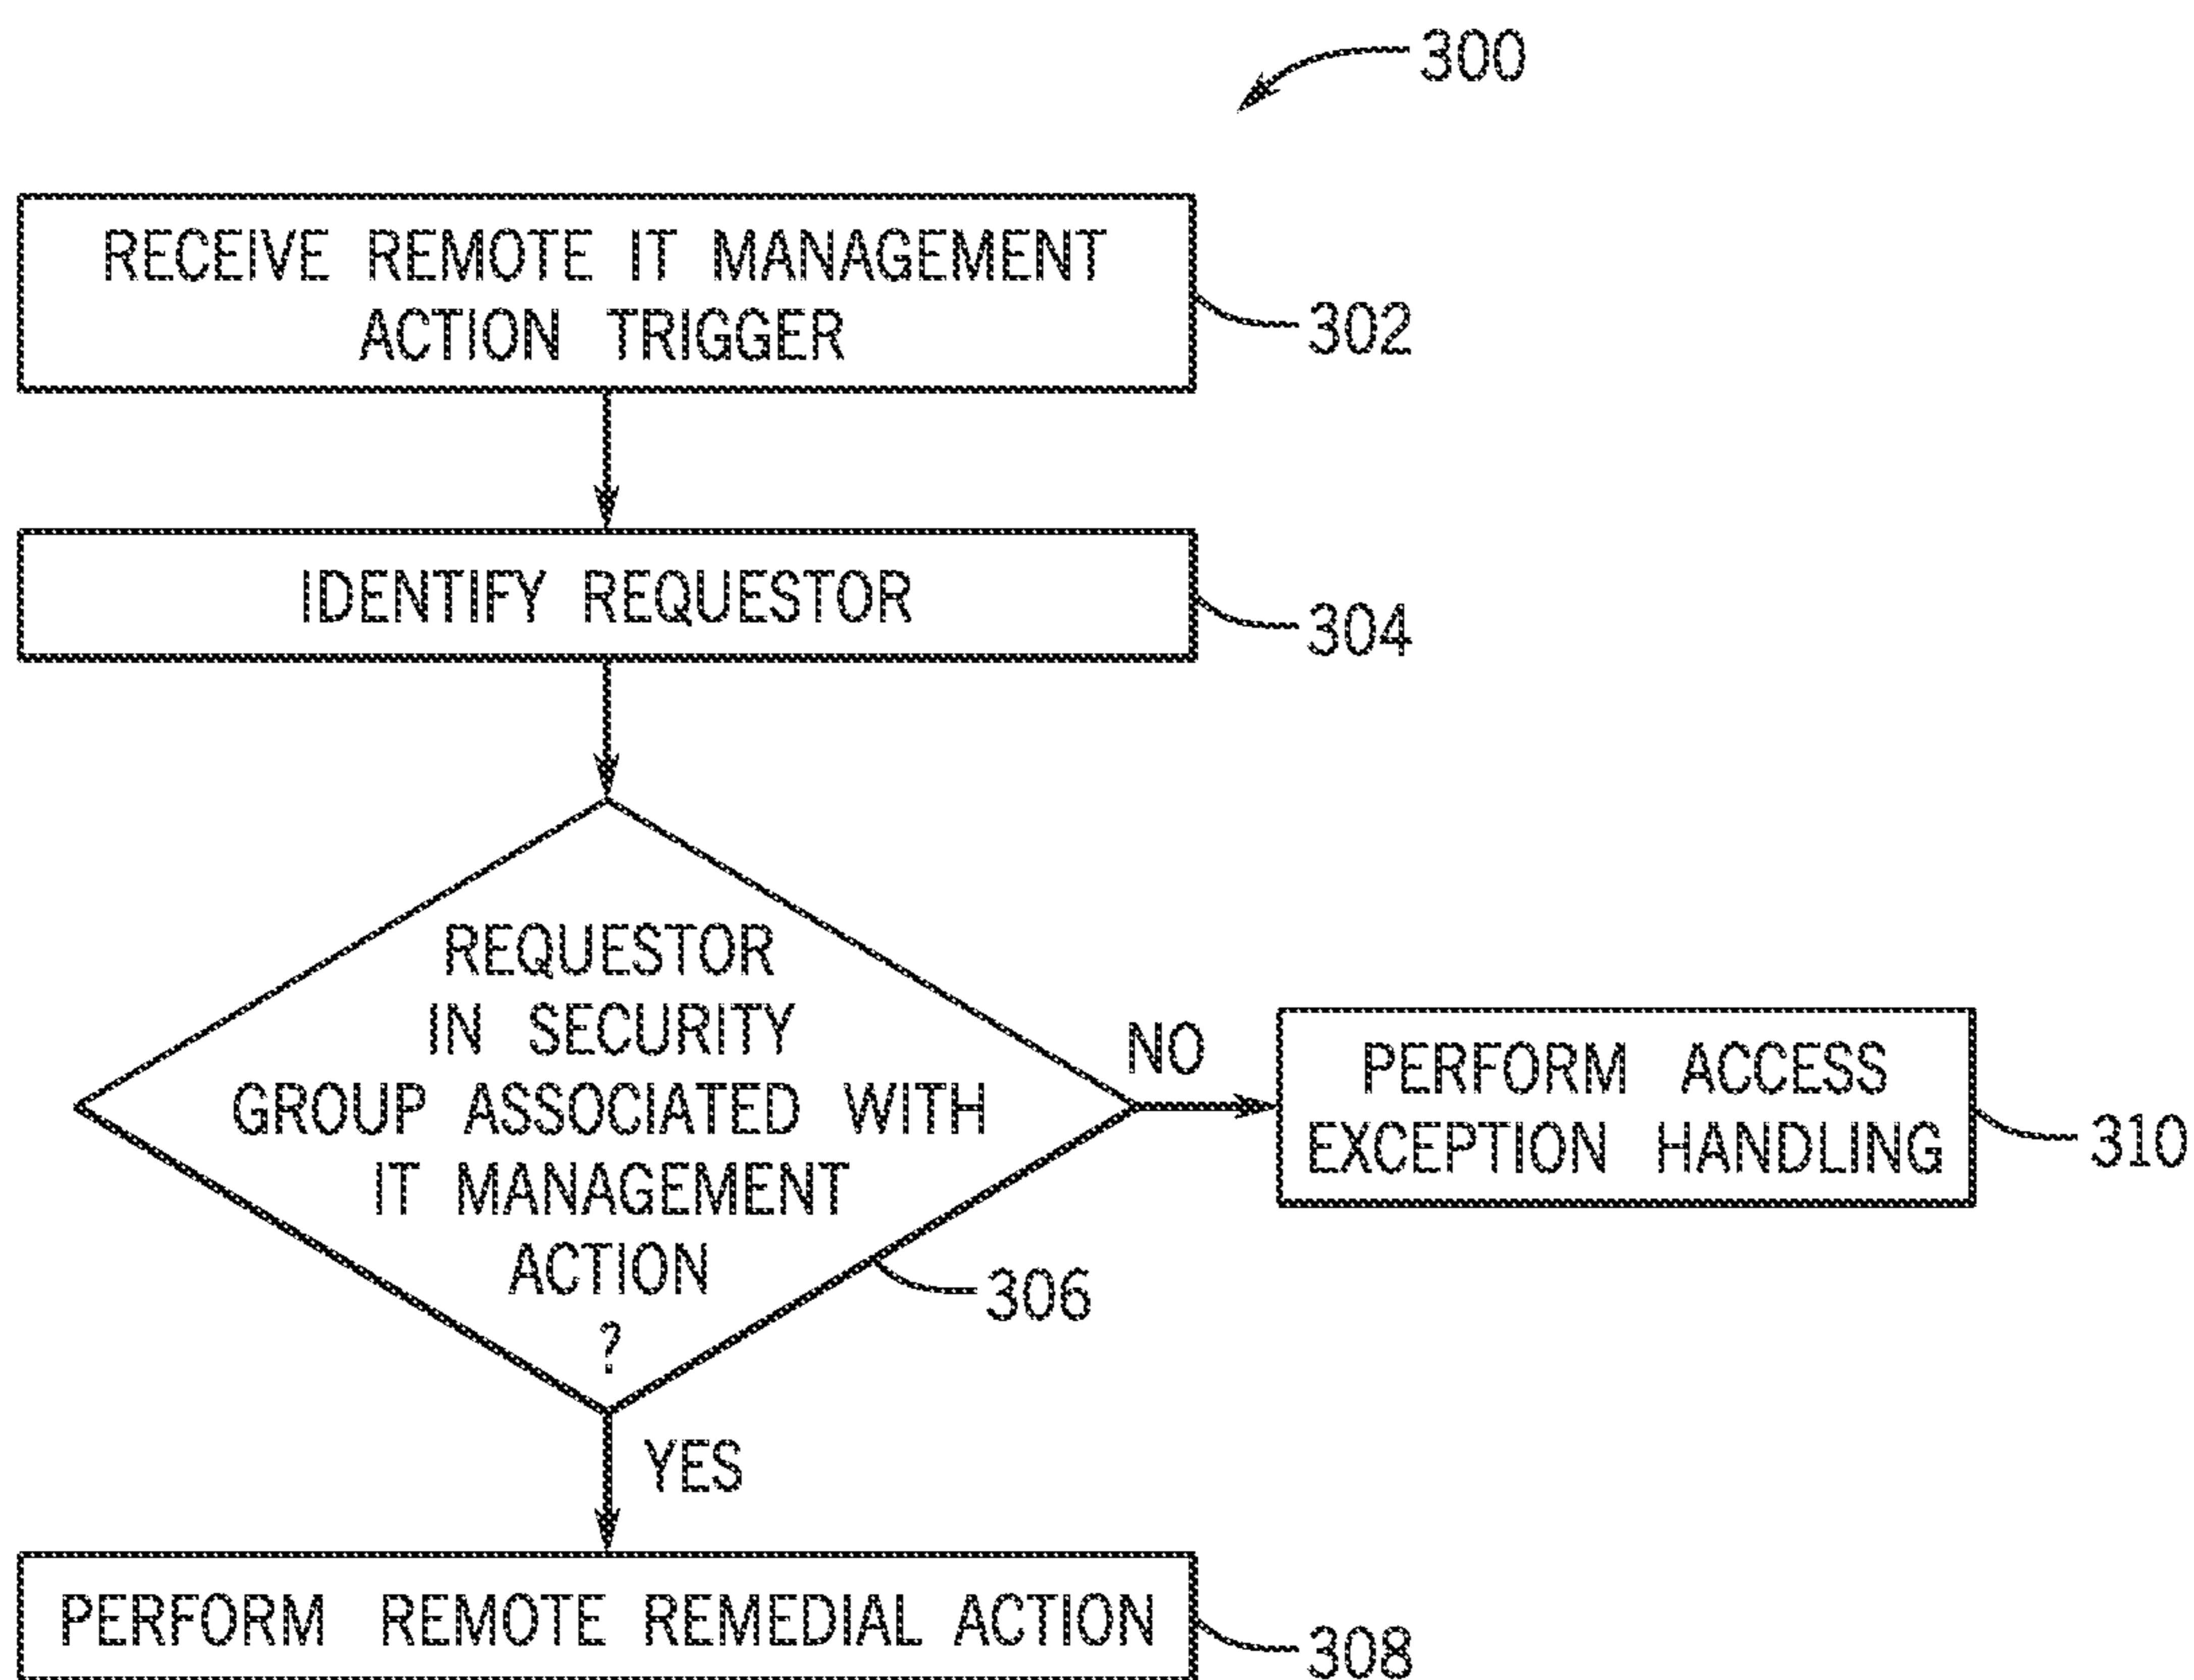 300
RECEIVE REMOTE IT MANAGEMENT
ACTION TRIGGER
302
IDENTIFY REQUESTOR
304
REQUESTOR
IN SECURITY
GROUP ASSOCIATED WITH
IT MANAGEMENT
ACTION
?
306
NO
PERFORM ACCESS
EXCEPTION HANDLING
310
YES
PERFORM REMOTE REMEDIAL ACTION
308